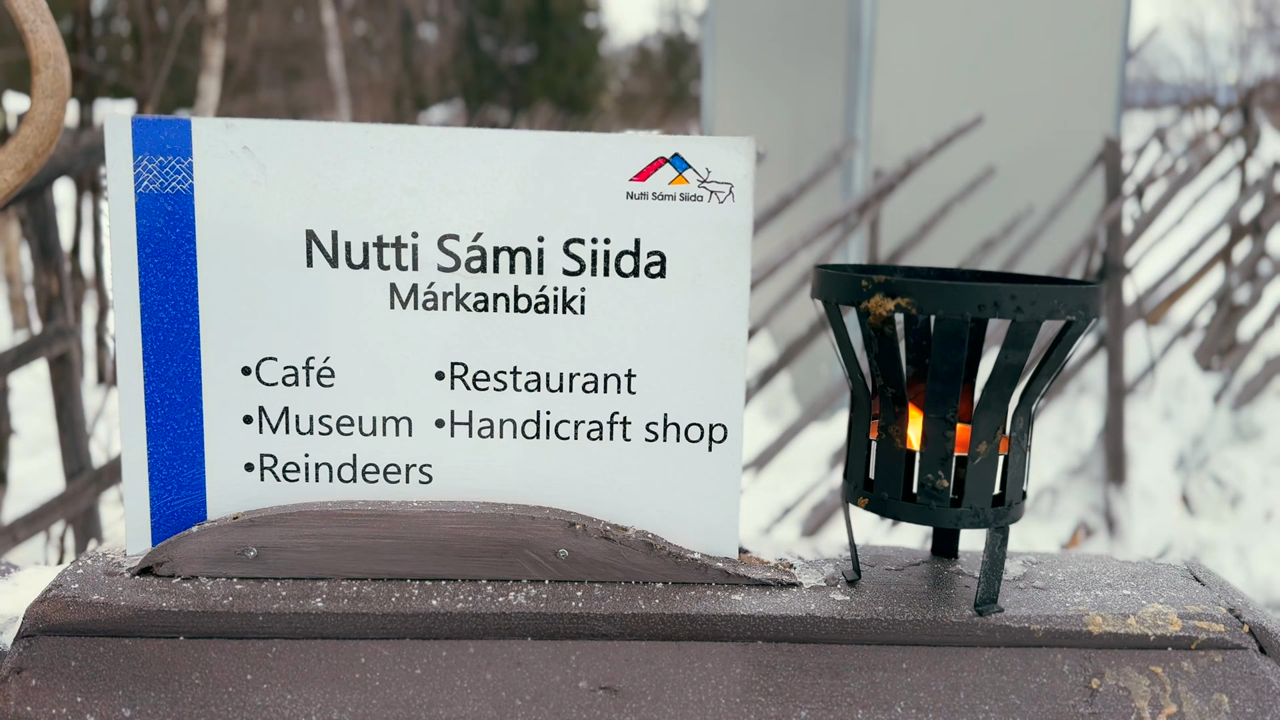 Nutti Sámi Siida
Nutti Sámi Siida
Márkanbáiki
•Café
•Museum
•Reindeers
•Restaurant
•Handicraft shop